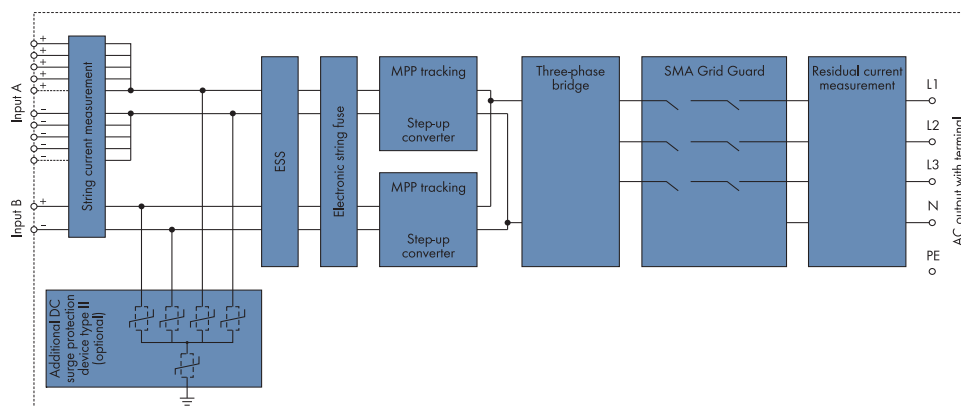 Input A
+
+
+
+
+
−
−
−
−
−
Input B
+
−
String current measurement
Additional DC
surge protection
device type II
(optional)
ESS
Electronic string fuse
MPP tracking
Step-up
converter
MPP tracking
Step-up
converter
Three-phase
bridge
SMA Grid Guard
Residual current
measurement
L1
L2
L3
N
PE
AC output with terminal